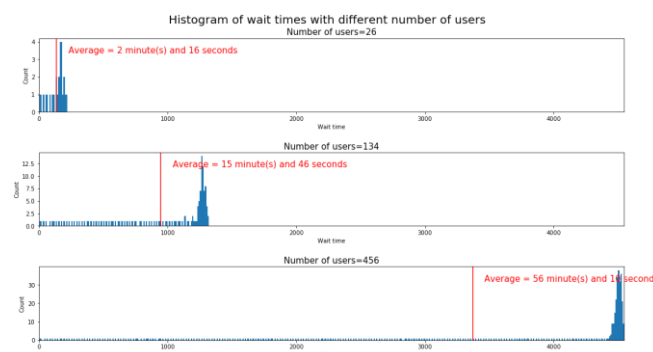 Histogram of wait times with different number of users
Number of users=26
Average = 2 minute(s) and 16 seconds
4
3
2
1
0
Count
0 1000 2000 3000 4000
Wait time
Number of users=134
Average = 15 minute(s) and 46 seconds
12.5
10.0
7.5
5.0
2.5
0.0
Count
0 1000 2000 3000 4000
Wait time
Number of users=456
Average = 56 minute(s) and 16 second
30
20
10
0
Count
0 1000 2000 3000 4000